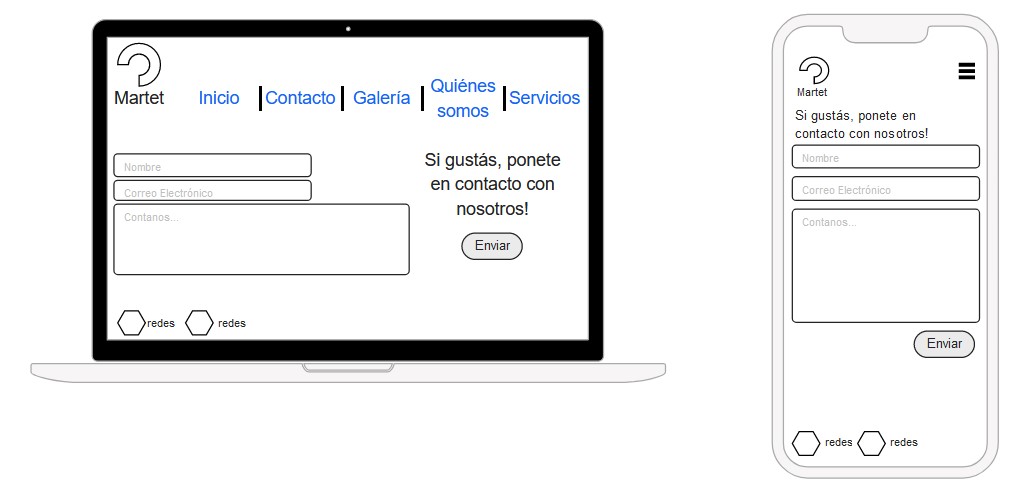 Martet
Inicio
Contacto
Galería
Quiénes
somos
Servicios
Si gustás, ponete
en contacto con
nosotros!
Nombre
Correo Electrónico
Contanos...
Enviar
redes
redes
Martet
Si gustás, ponete en
contacto con nosotros!
Nombre
Correo Electrónico
Contanos...
Enviar
redes
redes